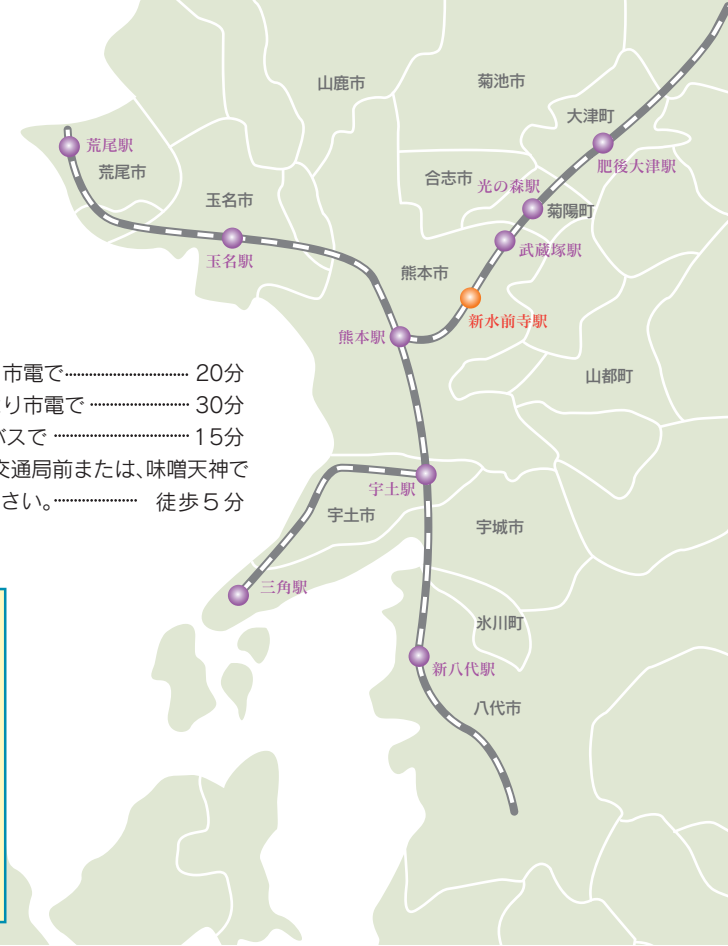 山鹿市
菊池市
大津町
荒尾駅
荒尾市
合志市
光の森駅
肥後大津駅
玉名市
菊陽町
玉名駅
武蔵塚駅
熊本市
新水前寺駅
熊本駅
山都町
市電で 20分
り市電で 30分
バスで 15分
交通局前または、味噌天神で
さい。 徒歩5分
宇土駅
宇土市
宇城市
三角駅
氷川町
新八代駅
八代市